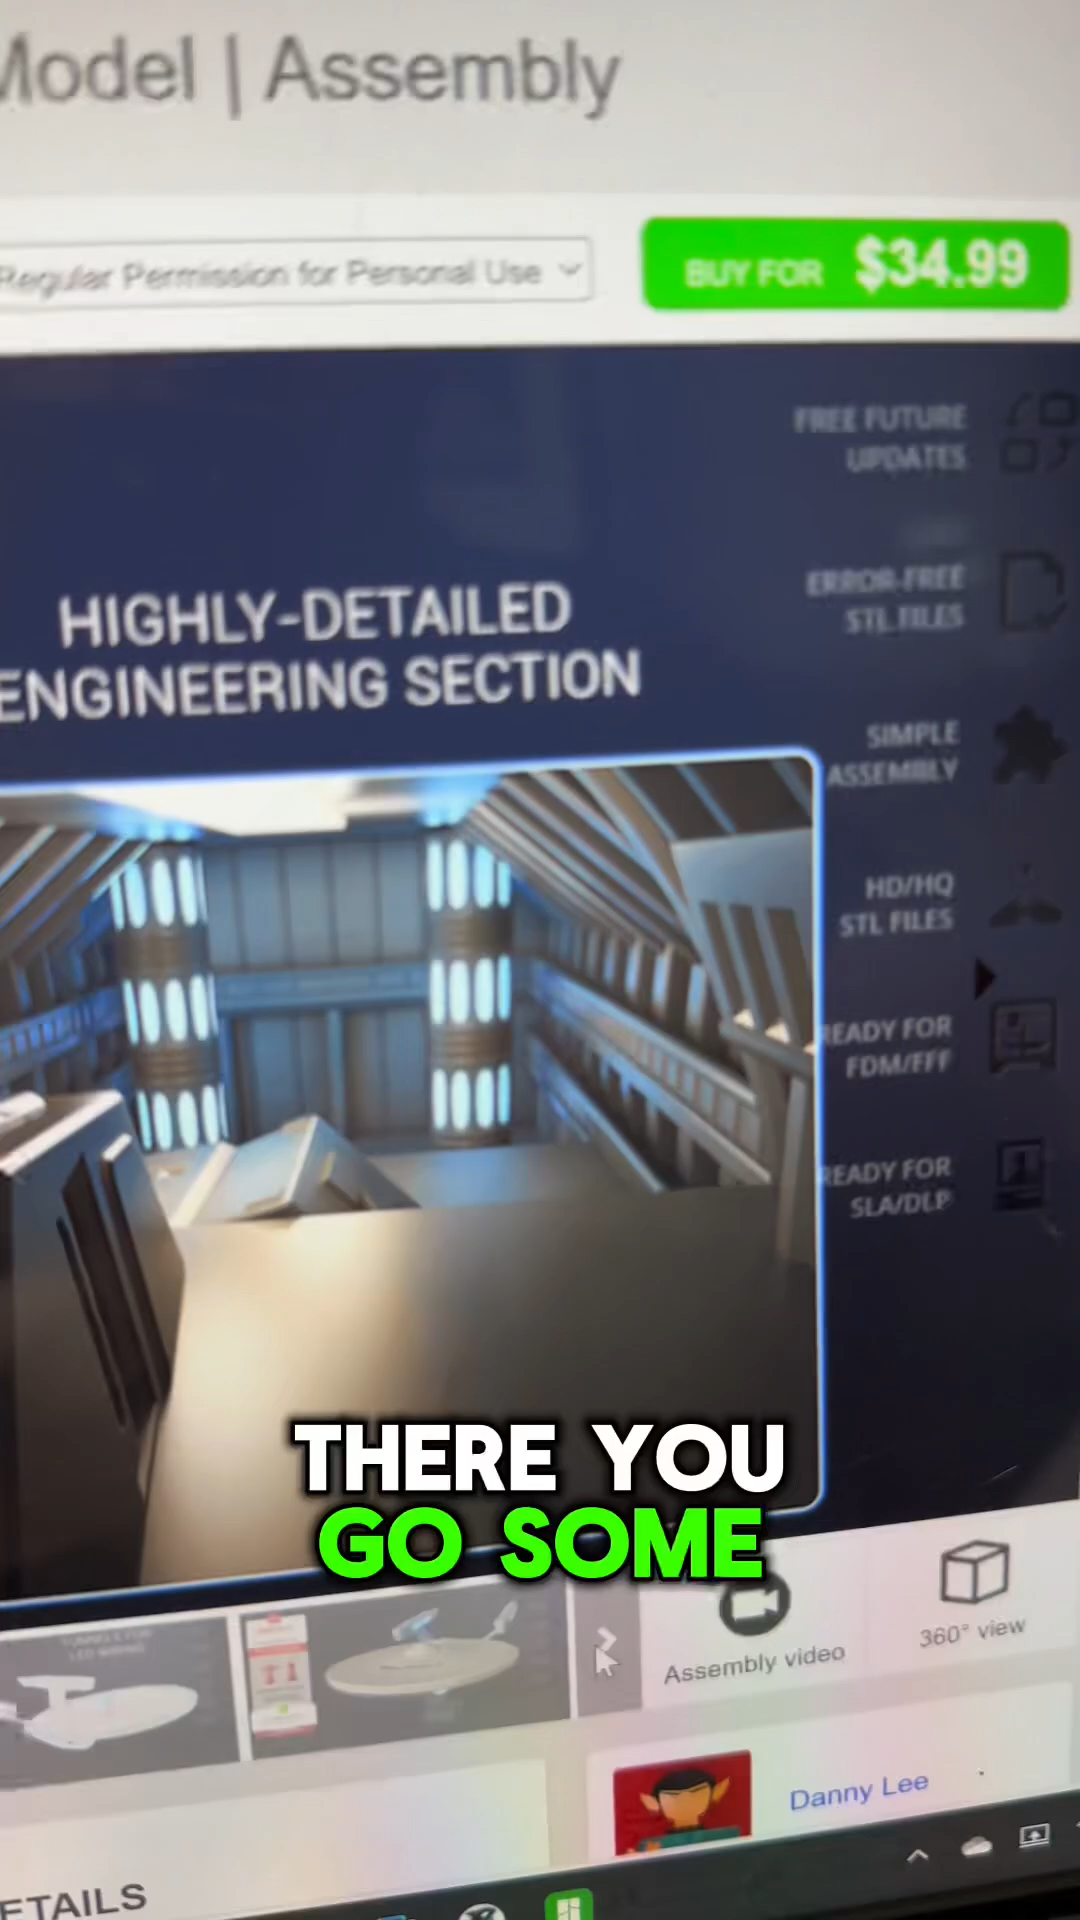 Model | Assembly
Regular Permission for Personal Use
BUY FOR $34.99
FREE FUTURE
UPDATES
ERROR-FREE
STL FILES
HIGHLY-DETAILED
ENGINEERING SECTION
SIMPLE
ASSEMBLY
HD/HQ
STL FILES
READY FOR
FDM/FFF
READY FOR
SLA/DLP
THERE YOU
GO SOME
Assembly video
360° view
Danny Lee
ETAILS